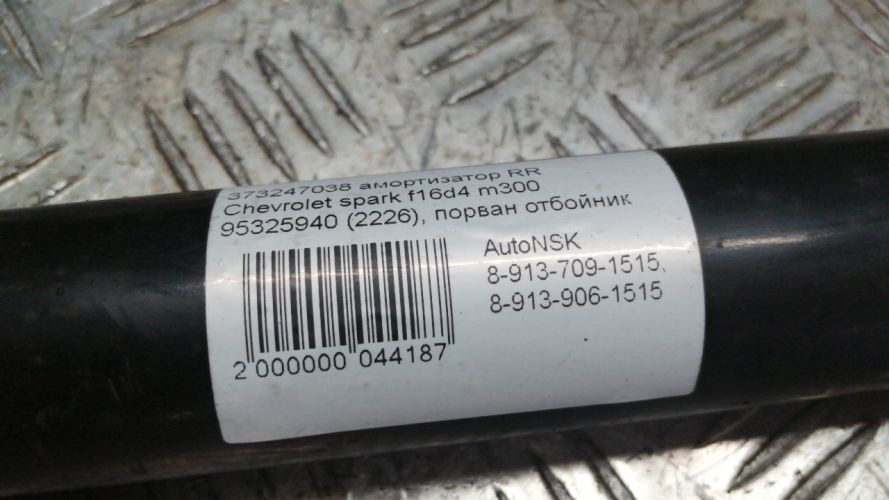 373247038 амортизатор RR
Chevrolet spark f16d4 m300
95325940 (2226), порван отбойник
AutoNSK
8-913-709-1515,
8-913-906-1515
2 000000 044187